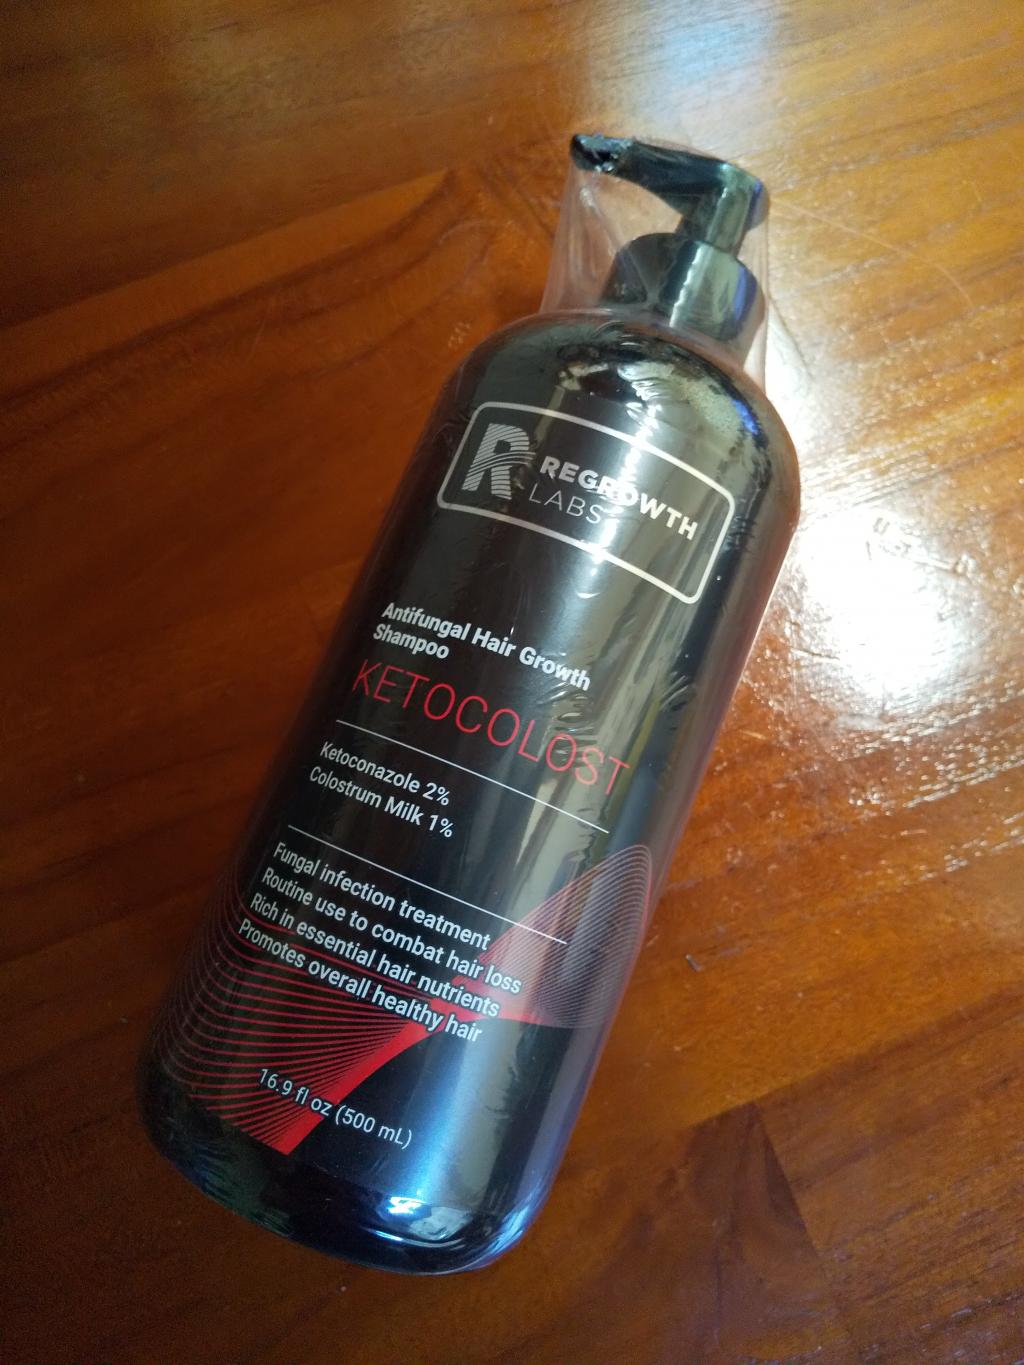 R REGROWTH
LABS
Antifungal Hair Growth
Shampoo
KETOCOLOST
Ketoconazole 2%
Colostrum Milk 1%
Fungal infection treatment
Routine use to combat hair loss
Rich in essential hair nutrients
Promotes overall healthy hair
16.9 fl oz (500 mL)